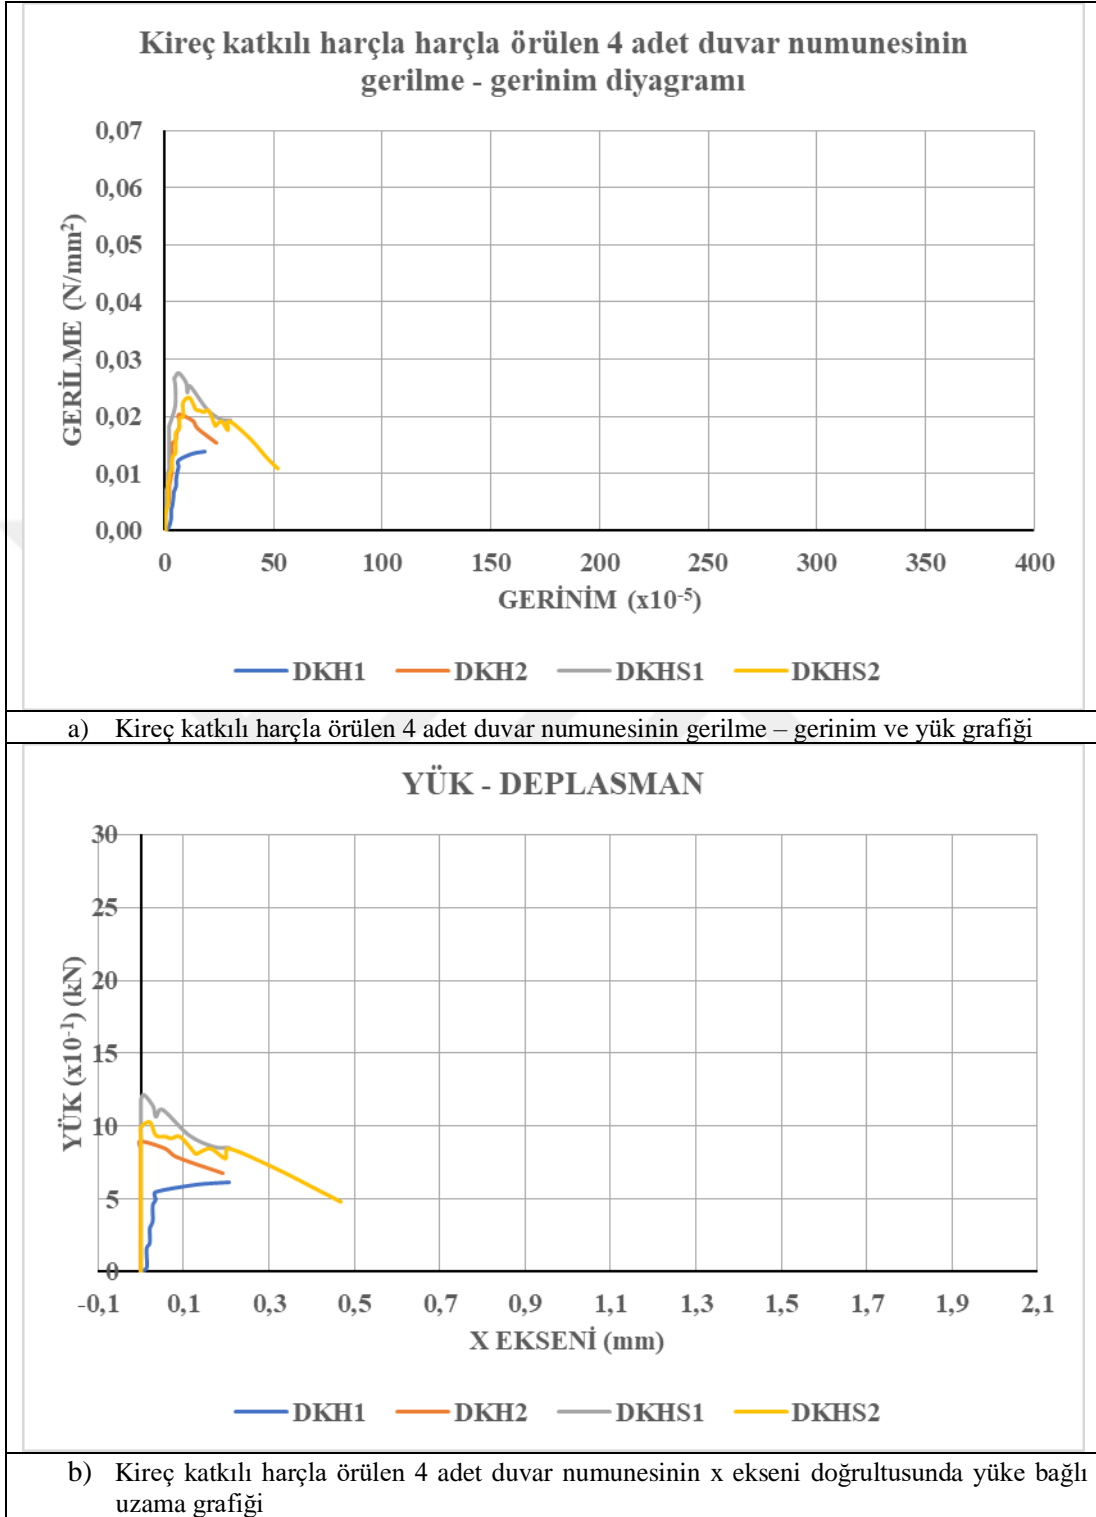 Kireç katkılı harçla harçla örülen 4 adet duvar numunesinin
gerilme - gerinim diyagramı
0,07
0,06
0,05
0,04
0,03
0,02
0,01
0,00
GERİLME (N/mm²)
0 50 100 150 200 250 300 350 400
GERİNİM (x10⁻⁵)
DKH1 DKH2 DKHS1 DKHS2
a) Kireç katkılı harçla örülen 4 adet duvar numunesinin gerilme – gerinim ve yük grafiği
YÜK - DEPLASMAN
30
25
20
15
10
5
0
YÜK (x10⁻¹) (kN)
-0,1 0,1 0,3 0,5 0,7 0,9 1,1 1,3 1,5 1,7 1,9 2,1
X EKSENİ (mm)
DKH1 DKH2 DKHS1 DKHS2
b) Kireç katkılı harçla örülen 4 adet duvar numunesinin x ekseni doğrultusunda yüke bağlı
uzama grafiği